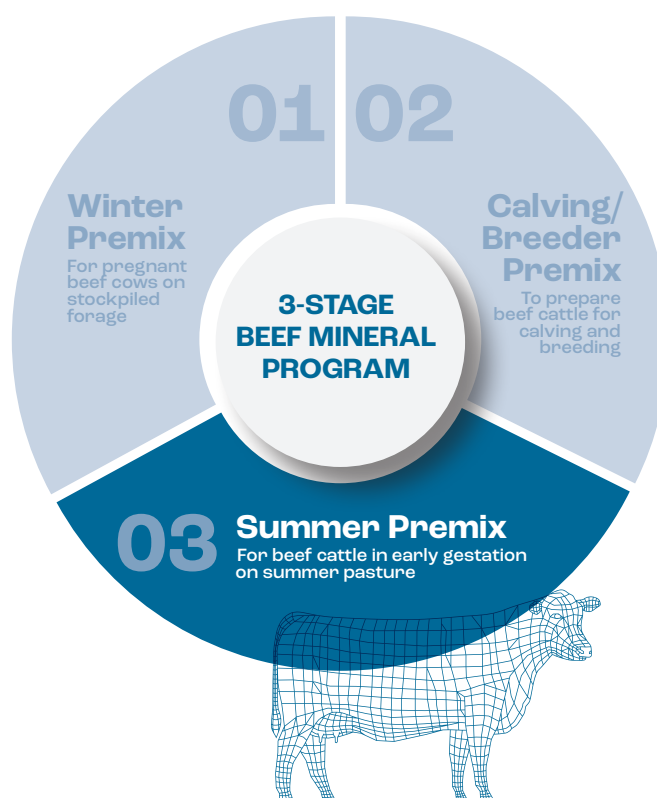 01
Winter
Premix
For pregnant
beef cows on
stockpiled
forage
02
Calving/
Breeder
Premix
To prepare
beef cattle for
calving and
breeding
3-STAGE
BEEF MINERAL
PROGRAM
03
Summer Premix
For beef cattle in early gestation
on summer pasture